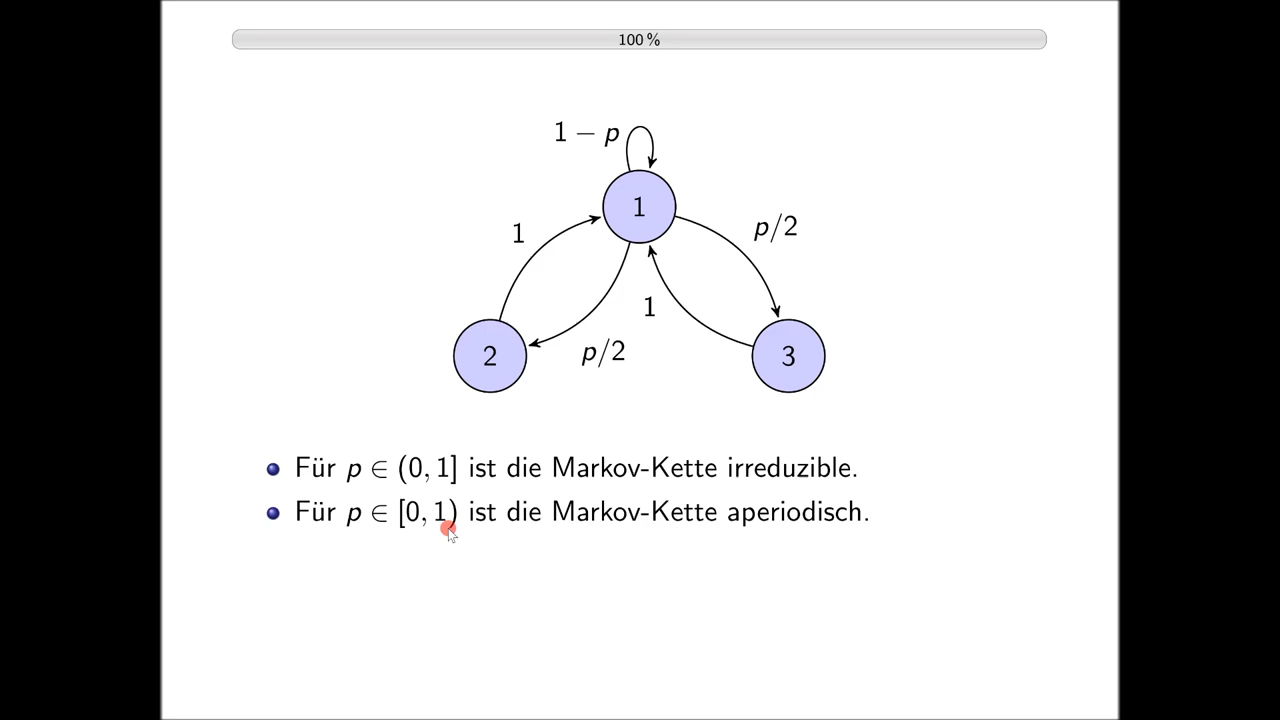 100 %
1 − p
1
1
p/2
1
p/2
2
3
Für p ∈ (0, 1] ist die Markov-Kette irreduzible.
Für p ∈ [0, 1) ist die Markov-Kette aperiodisch.